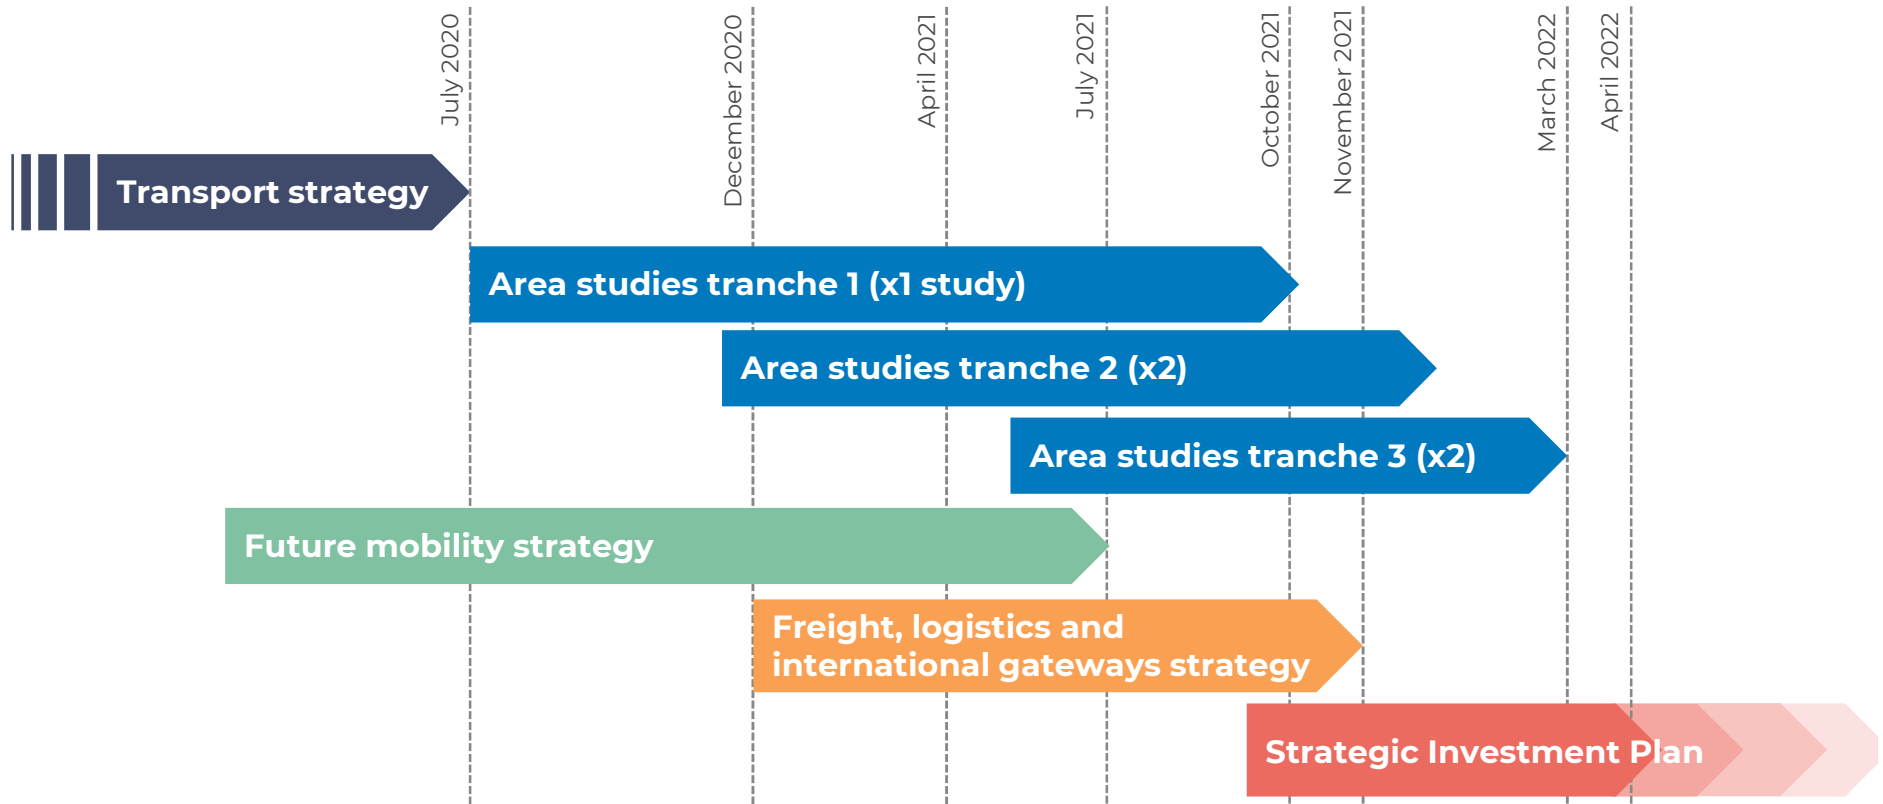 July 2020
December 2020
April 2021
July 2021
October 2021
November 2021
March 2022
April 2022
Transport strategy
Area studies tranche 1 (x1 study)
Area studies tranche 2 (x2)
Area studies tranche 3 (x2)
Future mobility strategy
Freight, logistics and
international gateways strategy
Strategic Investment Plan